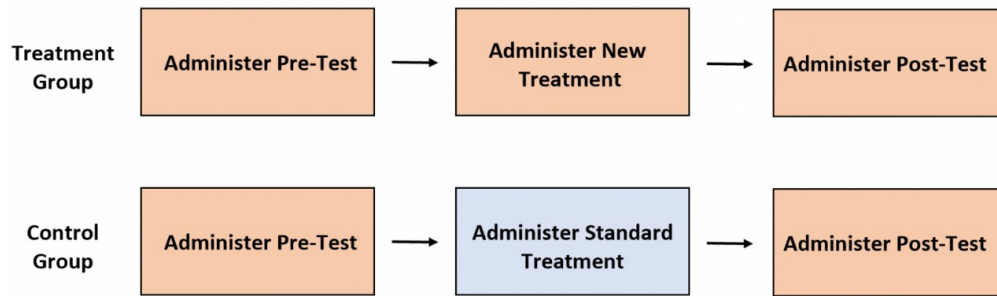 Treatment
Group
Administer Pre-Test
Administer New
Treatment
Administer Post-Test
Control
Group
Administer Pre-Test
Administer Standard
Treatment
Administer Post-Test